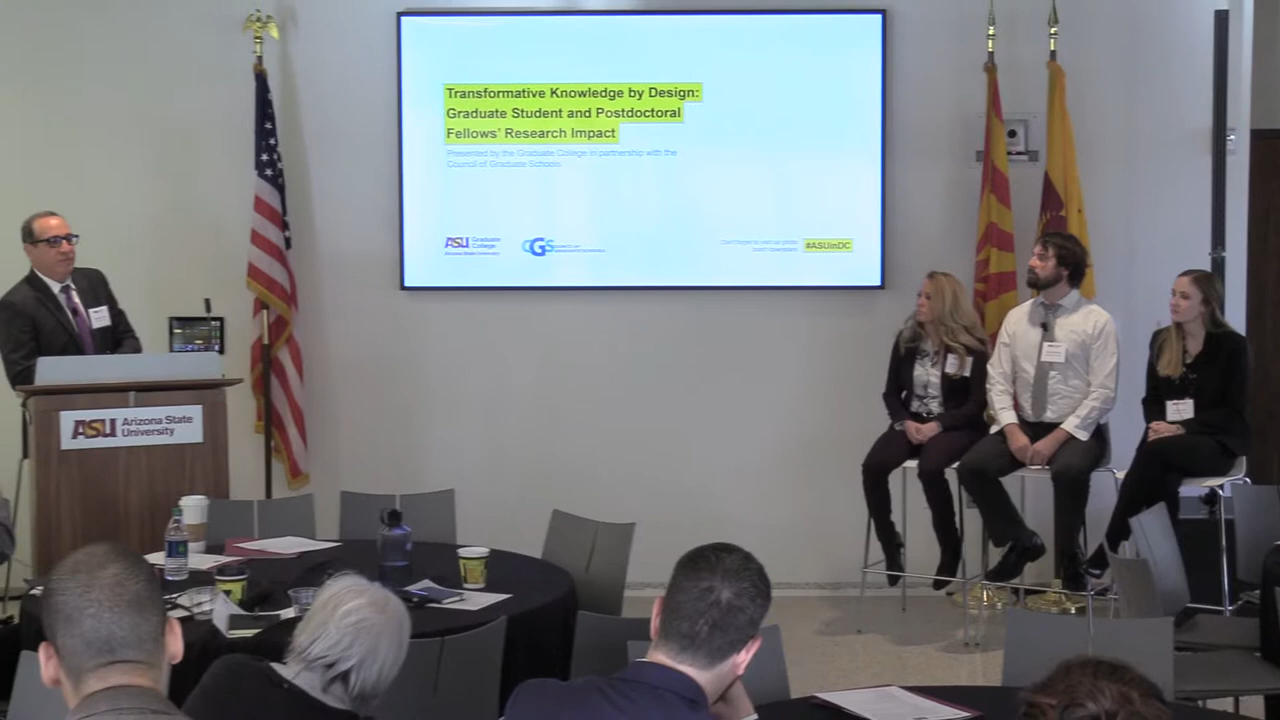 Transformative Knowledge by Design:
Graduate Student and Postdoctoral
Fellows' Research Impact
Presented by the Graduate College in partnership with the
Council of Graduate Schools
ASU Graduate
College
Arizona State University
CGS
#ASUinDC
ASU Arizona State
University